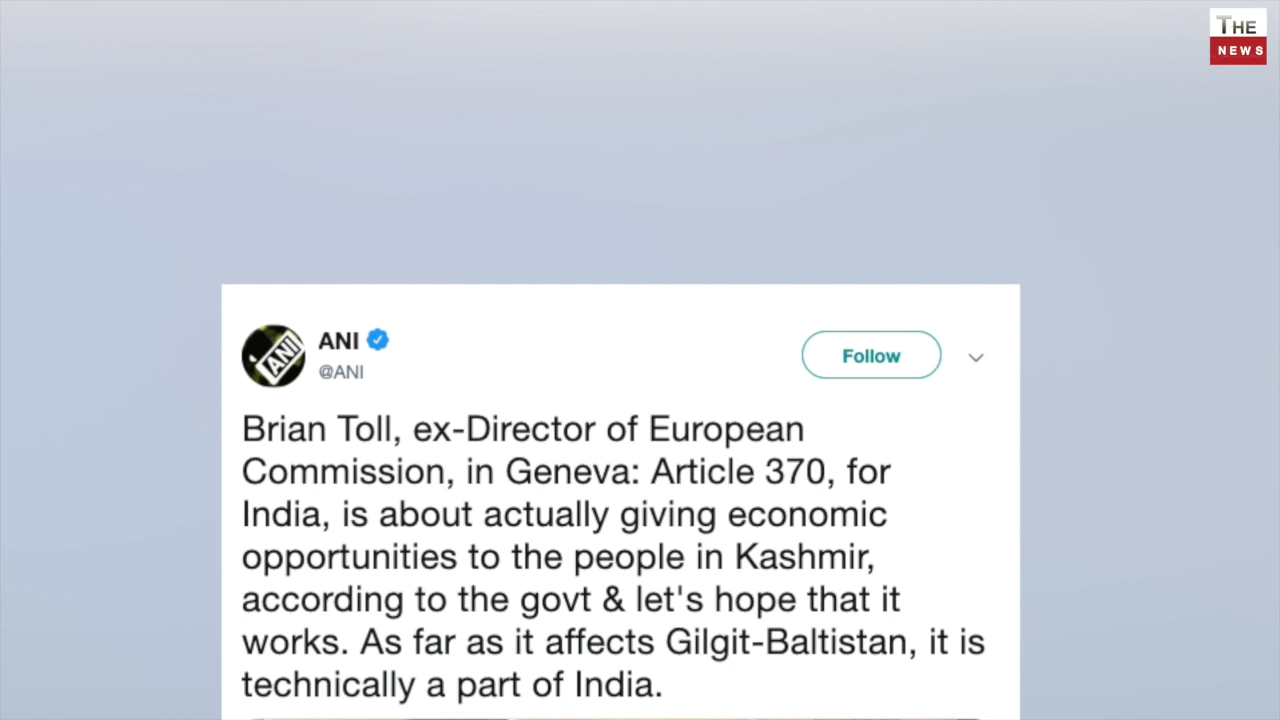 THE
NEWS
ANI
ANI
@ANI
Follow
Brian Toll, ex-Director of European
Commission, in Geneva: Article 370, for
India, is about actually giving economic
opportunities to the people in Kashmir,
according to the govt & let's hope that it
works. As far as it affects Gilgit-Baltistan, it is
technically a part of India.